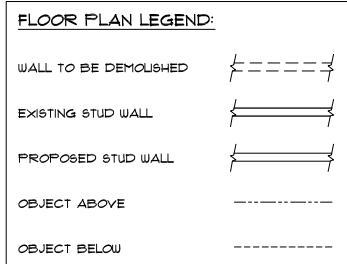 FLOOR PLAN LEGEND:
WALL TO BE DEMOLISHED
EXISTING STUD WALL
PROPOSED STUD WALL
OBJECT ABOVE
OBJECT BELOW